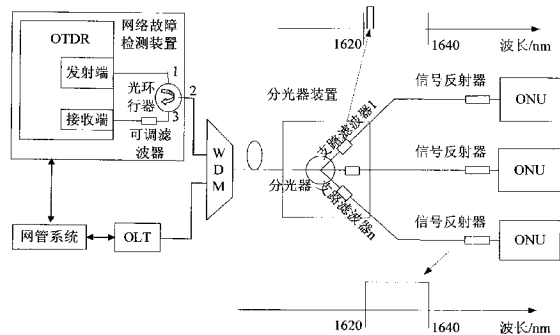 1620
1640
波长/nm
OTDR
网络故障
检测装置
发射端
接收端
光环
行器
1
2
3
可调滤
波器
WDM
分光器装置
分光器
支路滤波器1
支路滤波器n
信号反射器
ONU
信号反射器
ONU
信号反射器
ONU
网管系统
OLT
1620
1640
波长/nm